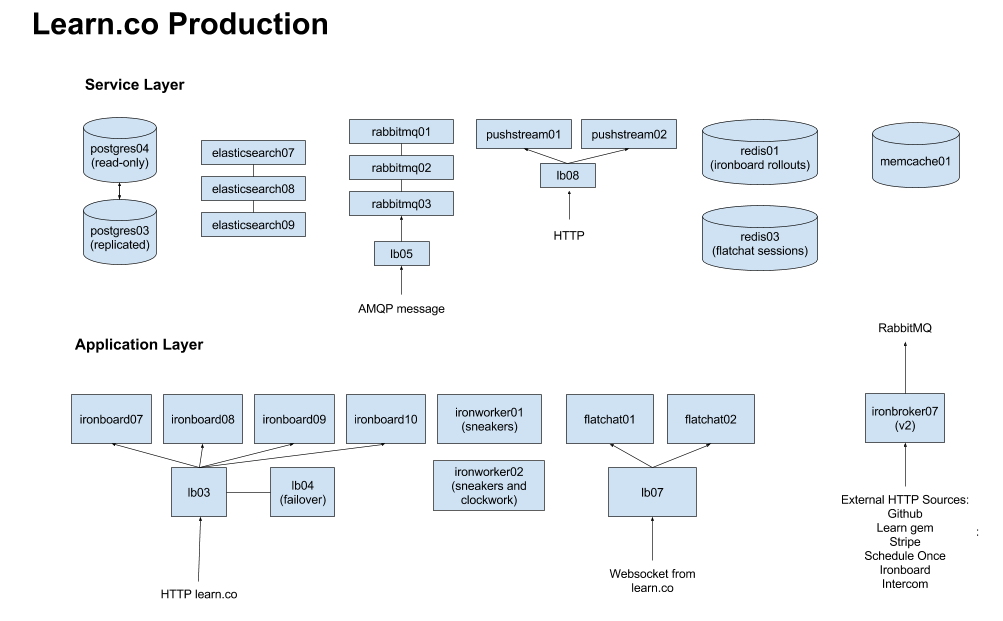 Learn.co Production
Service Layer
postgres04
(read-only)
postgres03
(replicated)
elasticsearch07
elasticsearch08
elasticsearch09
rabbitmq01
rabbitmq02
rabbitmq03
lb05
AMQP message
pushstream01
pushstream02
lb08
HTTP
redis01
(ironboard rollouts)
redis03
(flatchat sessions)
memcache01
Application Layer
ironboard07
ironboard08
ironboard09
ironboard10
lb03
lb04
(failover)
HTTP learn.co
ironworker01
(sneakers)
ironworker02
(sneakers and
clockwork)
flatchat01
flatchat02
lb07
Websocket from
learn.co
RabbitMQ
ironbroker07
(v2)
External HTTP Sources:
Github
Learn gem
Stripe
Schedule Once
Ironboard
Intercom
: